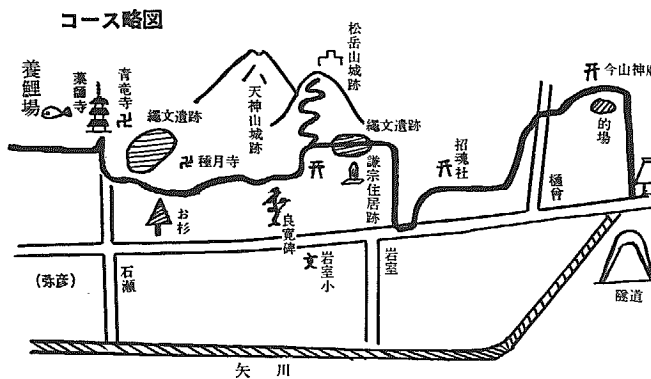 コース略図
養鯉場
薬師寺
青竜寺
縄文遺跡
種月寺
お杉
天神山城跡
松岳山城跡
良寛碑
縄文遺跡
謙宗住居跡
招魂社
今山神
的場
樋曾
隧道
(弥彦)
石瀬
岩室小
岩室
矢川